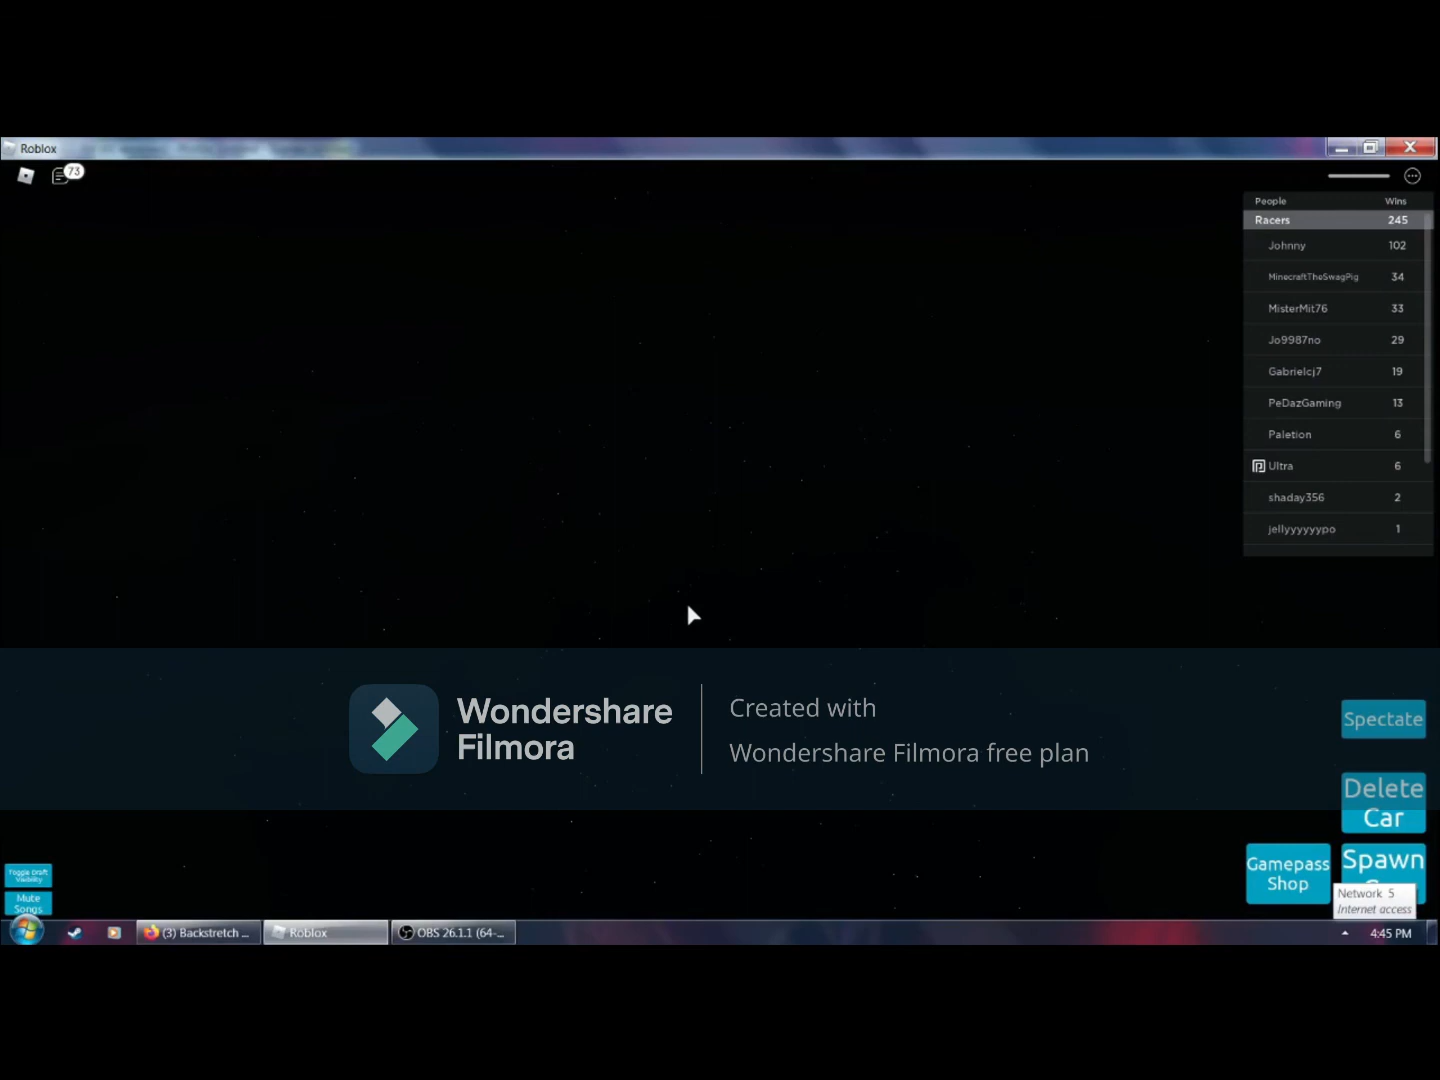 Roblox
73
People Wins
Racers 245
Johnny 102
MinecraftTheSwagPig 34
MisterMit76 33
Jo9987no 29
Gabrielcj7 19
PeDazGaming 13
Paletion 6
Ultra 6
shaday356 2
jellyyyyyypo 1
Wondershare
Filmora
Created with
Wondershare Filmora free plan
Spectate
Delete
Car
Gamepass
Shop
Spawn
Network 5
Internet access
Toggle Draft
Visibility
Mute
Songs
(3) Backstretch ...
Roblox
OBS 26.1.1 (64-...
4:45 PM